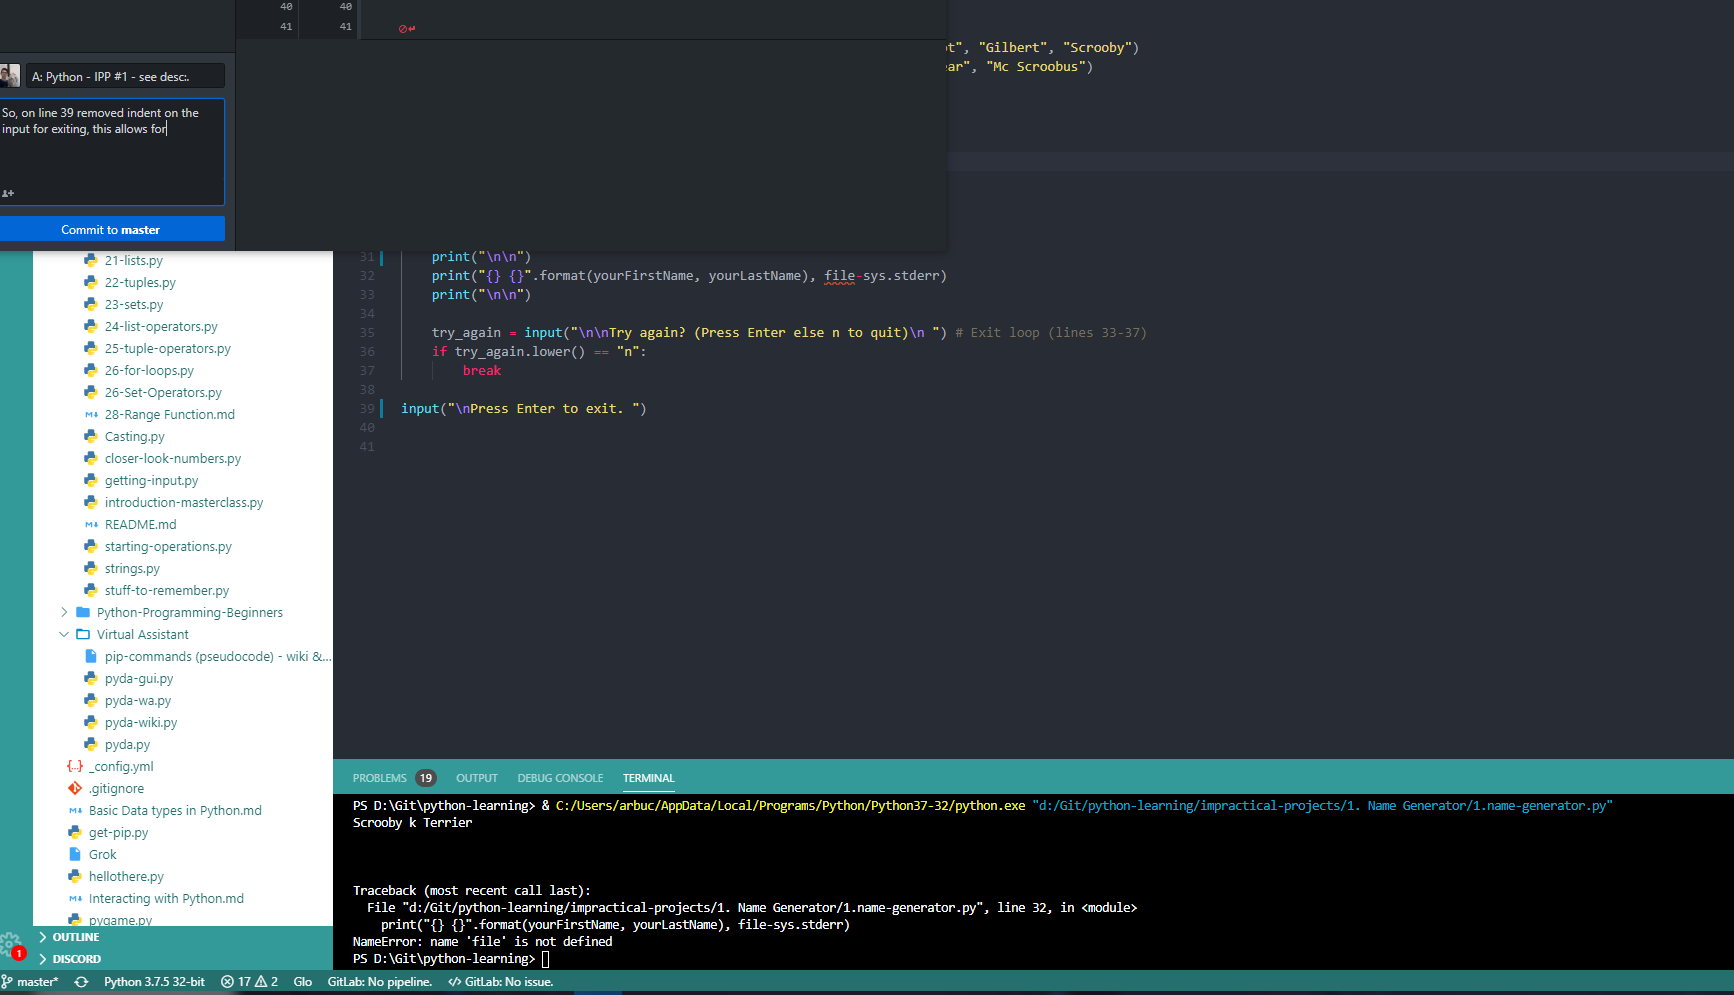 40 40
41 41
A: Python - IPP #1 - see desc:.
So, on line 39 removed indent on the
input for exiting, this allows for
Commit to master
ot", "Gilbert", "Scrooby")
ear", "Mc Scroobus")
31 print("\n\n")
32 print("{} {}".format(yourFirstName, yourLastName), file-sys.stderr)
33 print("\n\n")
34
35 try_again = input("\n\nTry again? (Press Enter else n to quit)\n ") # Exit loop (lines 33-37)
36 if try_again.lower() == "n":
37 break
38
39 input("\nPress Enter to exit. ")
40
41
21-lists.py
22-tuples.py
23-sets.py
24-list-operators.py
25-tuple-operators.py
26-for-loops.py
26-Set-Operators.py
28-Range Function.md
Casting.py
closer-look-numbers.py
getting-input.py
introduction-masterclass.py
README.md
starting-operations.py
strings.py
stuff-to-remember.py
Python-Programming-Beginners
Virtual Assistant
pip-commands (pseudocode) - wiki &...
pyda-gui.py
pyda-wa.py
pyda-wiki.py
pyda.py
_config.yml
.gitignore
Basic Data types in Python.md
get-pip.py
Grok
hellothere.py
Interacting with Python.md
pygame.py
OUTLINE
DISCORD
1
PROBLEMS 19 OUTPUT DEBUG CONSOLE TERMINAL
PS D:\Git\python-learning> & C:/Users/arbuc/AppData/Local/Programs/Python/Python37-32/python.exe "d:/Git/python-learning/impractical-projects/1. Name Generator/1.name-generator.py"
Scrooby k Terrier
Traceback (most recent call last):
File "d:/Git/python-learning/impractical-projects/1. Name Generator/1.name-generator.py", line 32, in <module>
print("{} {}".format(yourFirstName, yourLastName), file-sys.stderr)
NameError: name 'file' is not defined
PS D:\Git\python-learning>
master* Python 3.7.5 32-bit 17 2 Glo GitLab: No pipeline. GitLab: No issue.